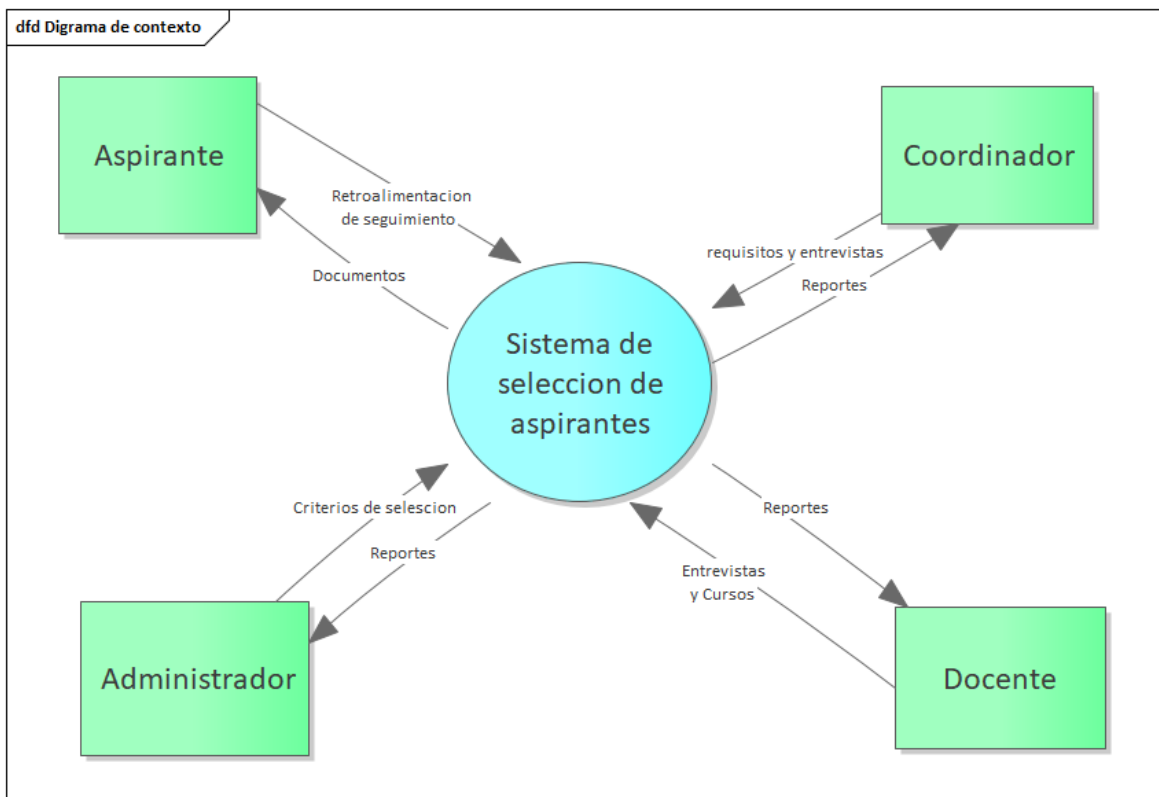 dfd Digrama de contexto
Aspirante
Coordinador
Retroalimentacion
de seguimiento
requisitos y entrevistas
Documentos
Reportes
Sistema de
seleccion de
aspirantes
Criterios de selescion
Reportes
Reportes
Entrevistas
y Cursos
Administrador
Docente